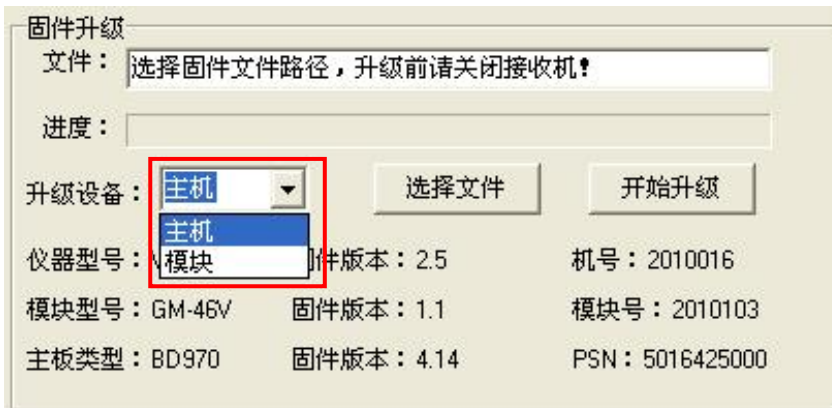 固件升级
文件：选择固件文件路径，升级前请关闭接收机！
进度：
升级设备：主机 选择文件 开始升级
主机
模块
仪器型号： 件版本：2.5 机号：2010016
模块型号：GM-46V 固件版本：1.1 模块号：2010103
主板类型：BD970 固件版本：4.14 PSN：5016425000